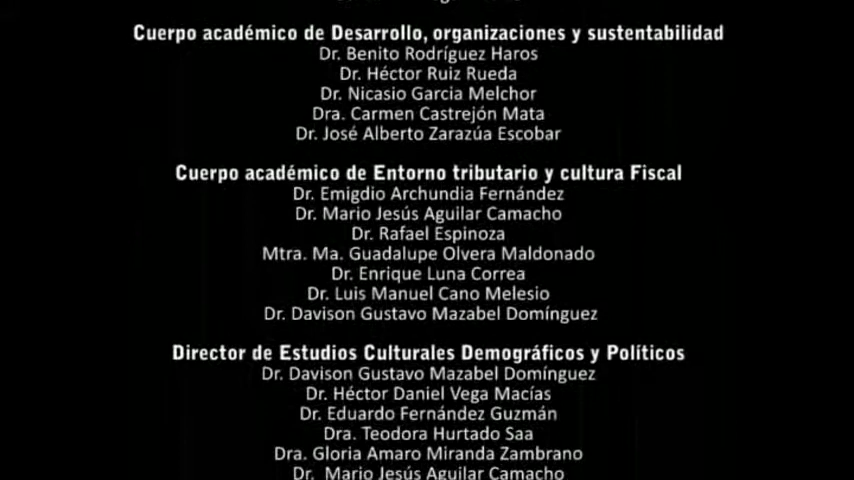 Cuerpo académico de Desarrollo, organizaciones y sustentabilidad
Dr. Benito Rodríguez Haros
Dr. Héctor Ruiz Rueda
Dr. Nicasio Garcia Melchor
Dra. Carmen Castrejón Mata
Dr. José Alberto Zarazúa Escobar
Cuerpo académico de Entorno tributario y cultura Fiscal
Dr. Emigdio Archundia Fernández
Dr. Mario Jesús Aguilar Camacho
Dr. Rafael Espinoza
Mtra. Ma. Guadalupe Olvera Maldonado
Dr. Enrique Luna Correa
Dr. Luis Manuel Cano Melesio
Dr. Davison Gustavo Mazabel Domínguez
Director de Estudios Culturales Demográficos y Políticos
Dr. Davison Gustavo Mazabel Domínguez
Dr. Héctor Daniel Vega Macías
Dr. Eduardo Fernández Guzmán
Dra. Teodora Hurtado Saa
Dra. Gloria Amaro Miranda Zambrano
Dr. Mario Jesús Aguilar Camacho